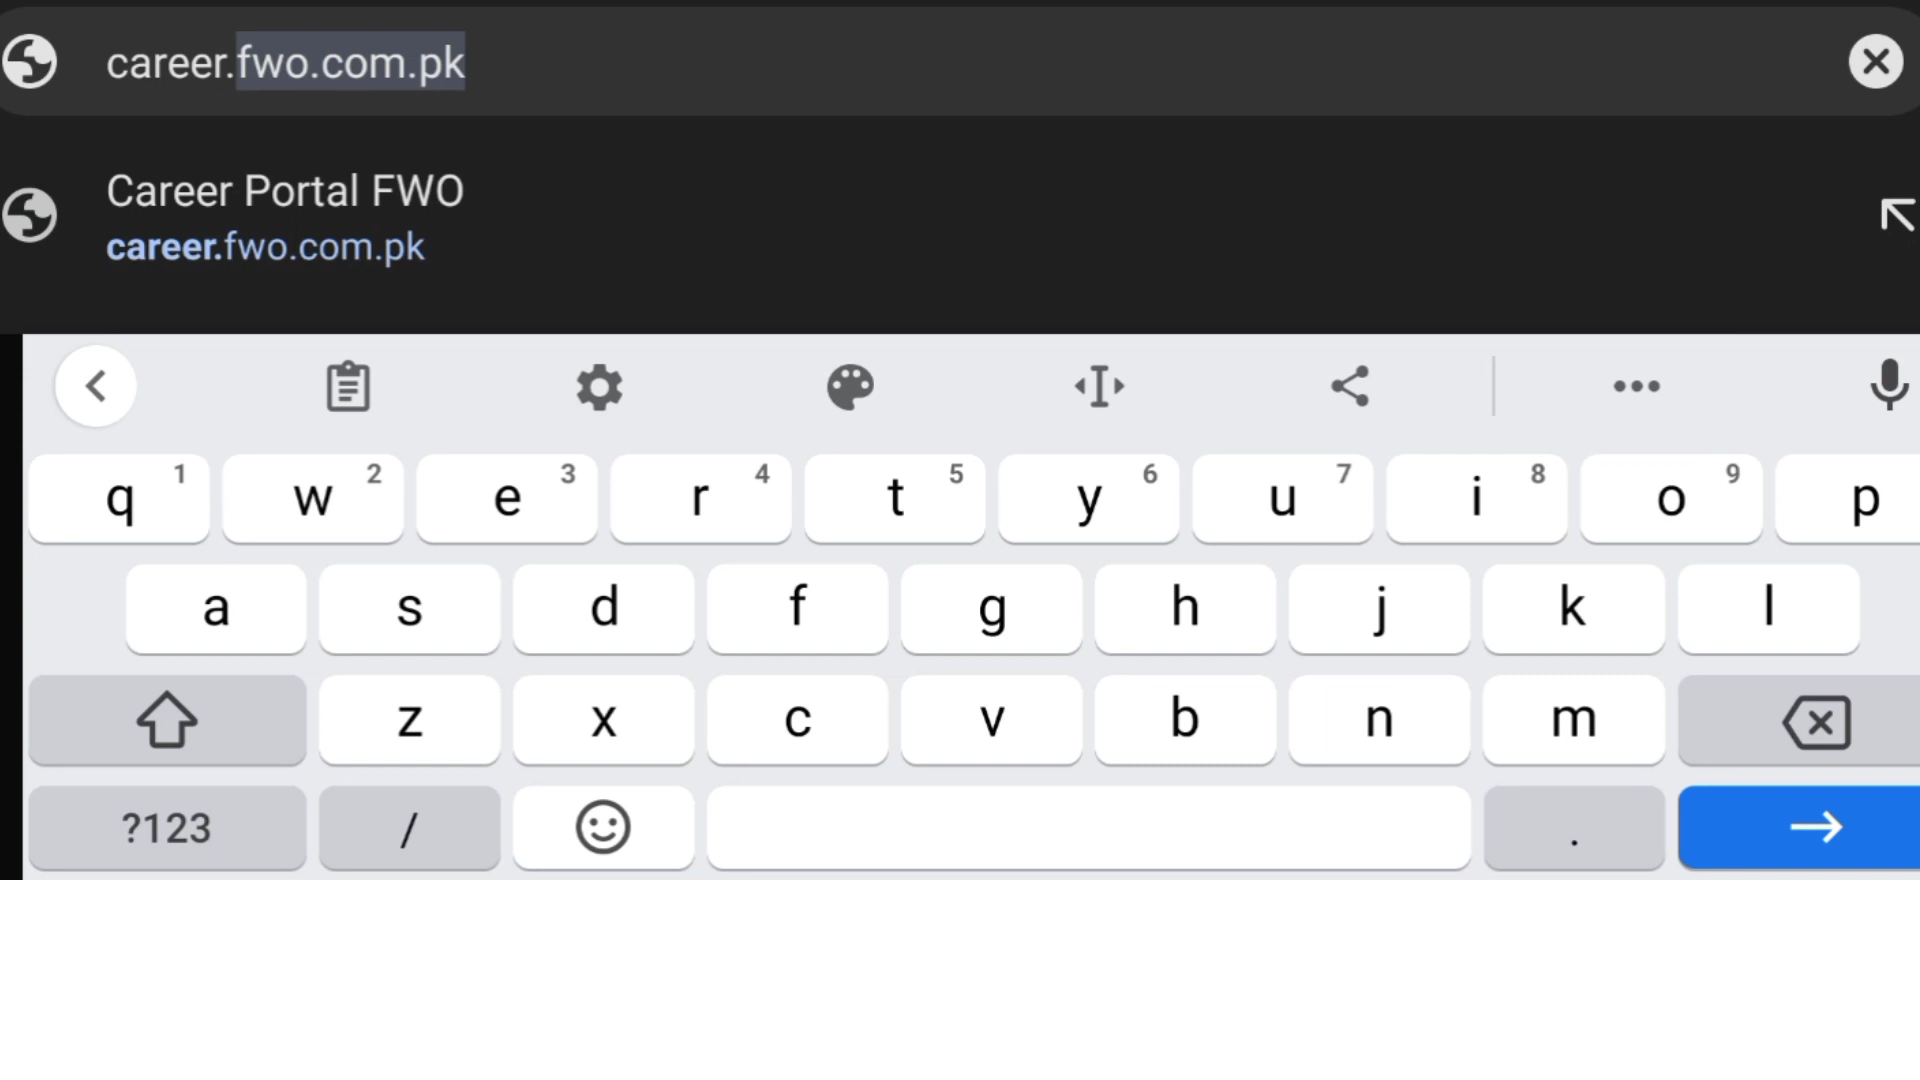 career.fwo.com.pk
Career Portal FWO
career.fwo.com.pk
q 1 w 2 e 3 r 4 t 5 y 6 u 7 i 8 o 9 p
a s d f g h j k l
z x c v b n m
?123 / .